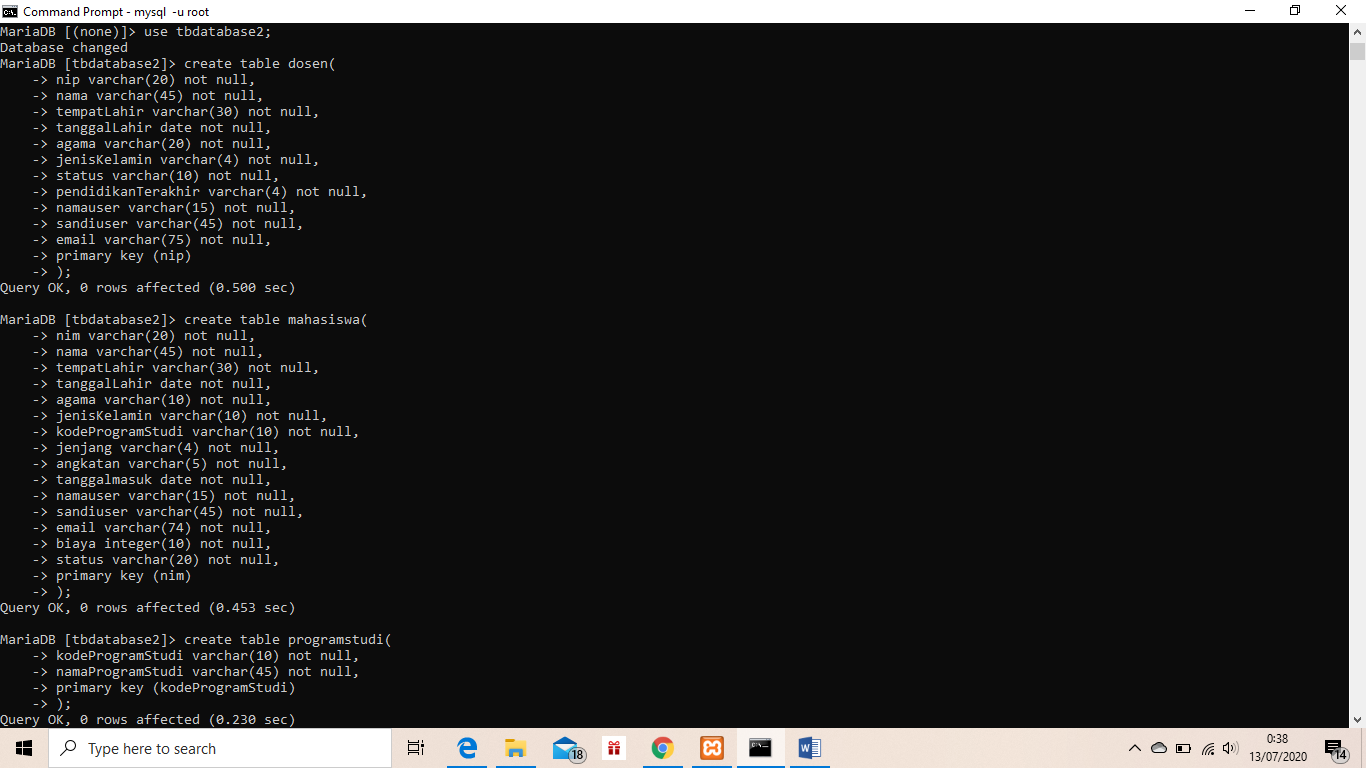 Command Prompt - mysql -u root
MariaDB [(none)]> use tbdatabase2;
Database changed
MariaDB [tbdatabase2]> create table dosen(
    -> nip varchar(20) not null,
    -> nama varchar(45) not null,
    -> tempatLahir varchar(30) not null,
    -> tanggalLahir date not null,
    -> agama varchar(20) not null,
    -> jenisKelamin varchar(4) not null,
    -> status varchar(10) not null,
    -> pendidikanTerakhir varchar(4) not null,
    -> namauser varchar(15) not null,
    -> sandiuser varchar(45) not null,
    -> email varchar(75) not null,
    -> primary key (nip)
    -> );
Query OK, 0 rows affected (0.500 sec)
MariaDB [tbdatabase2]> create table mahasiswa(
    -> nim varchar(20) not null,
    -> nama varchar(45) not null,
    -> tempatLahir varchar(30) not null,
    -> tanggalLahir date not null,
    -> agama varchar(10) not null,
    -> jenisKelamin varchar(10) not null,
    -> kodeProgramStudi varchar(10) not null,
    -> jenjang varchar(4) not null,
    -> angkatan varchar(5) not null,
    -> tanggalmasuk date not null,
    -> namauser varchar(15) not null,
    -> sandiuser varchar(45) not null,
    -> email varchar(74) not null,
    -> biaya integer(10) not null,
    -> status varchar(20) not null,
    -> primary key (nim)
    -> );
Query OK, 0 rows affected (0.453 sec)
MariaDB [tbdatabase2]> create table programstudi(
    -> kodeProgramStudi varchar(10) not null,
    -> namaProgramStudi varchar(45) not null,
    -> primary key (kodeProgramStudi)
    -> );
Query OK, 0 rows affected (0.230 sec)
Type here to search
18
0:38
13/07/2020
14